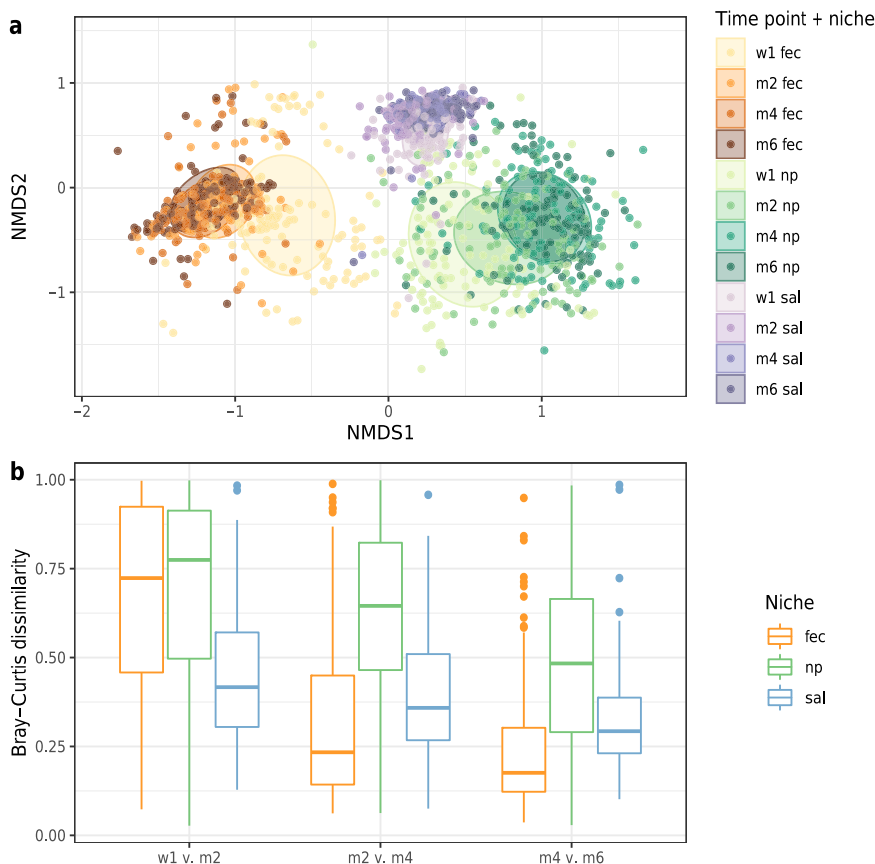 a
Time point + niche
w1 fec
m2 fec
m4 fec
m6 fec
w1 np
m2 np
m4 np
m6 np
w1 sal
m2 sal
m4 sal
m6 sal
NMDS2
1
0
−1
−2 −1 0 1
NMDS1
b
Bray−Curtis dissimilarity
1.00
0.75
0.50
0.25
0.00
w1 v. m2 m2 v. m4 m4 v. m6
Niche
fec
np
sal